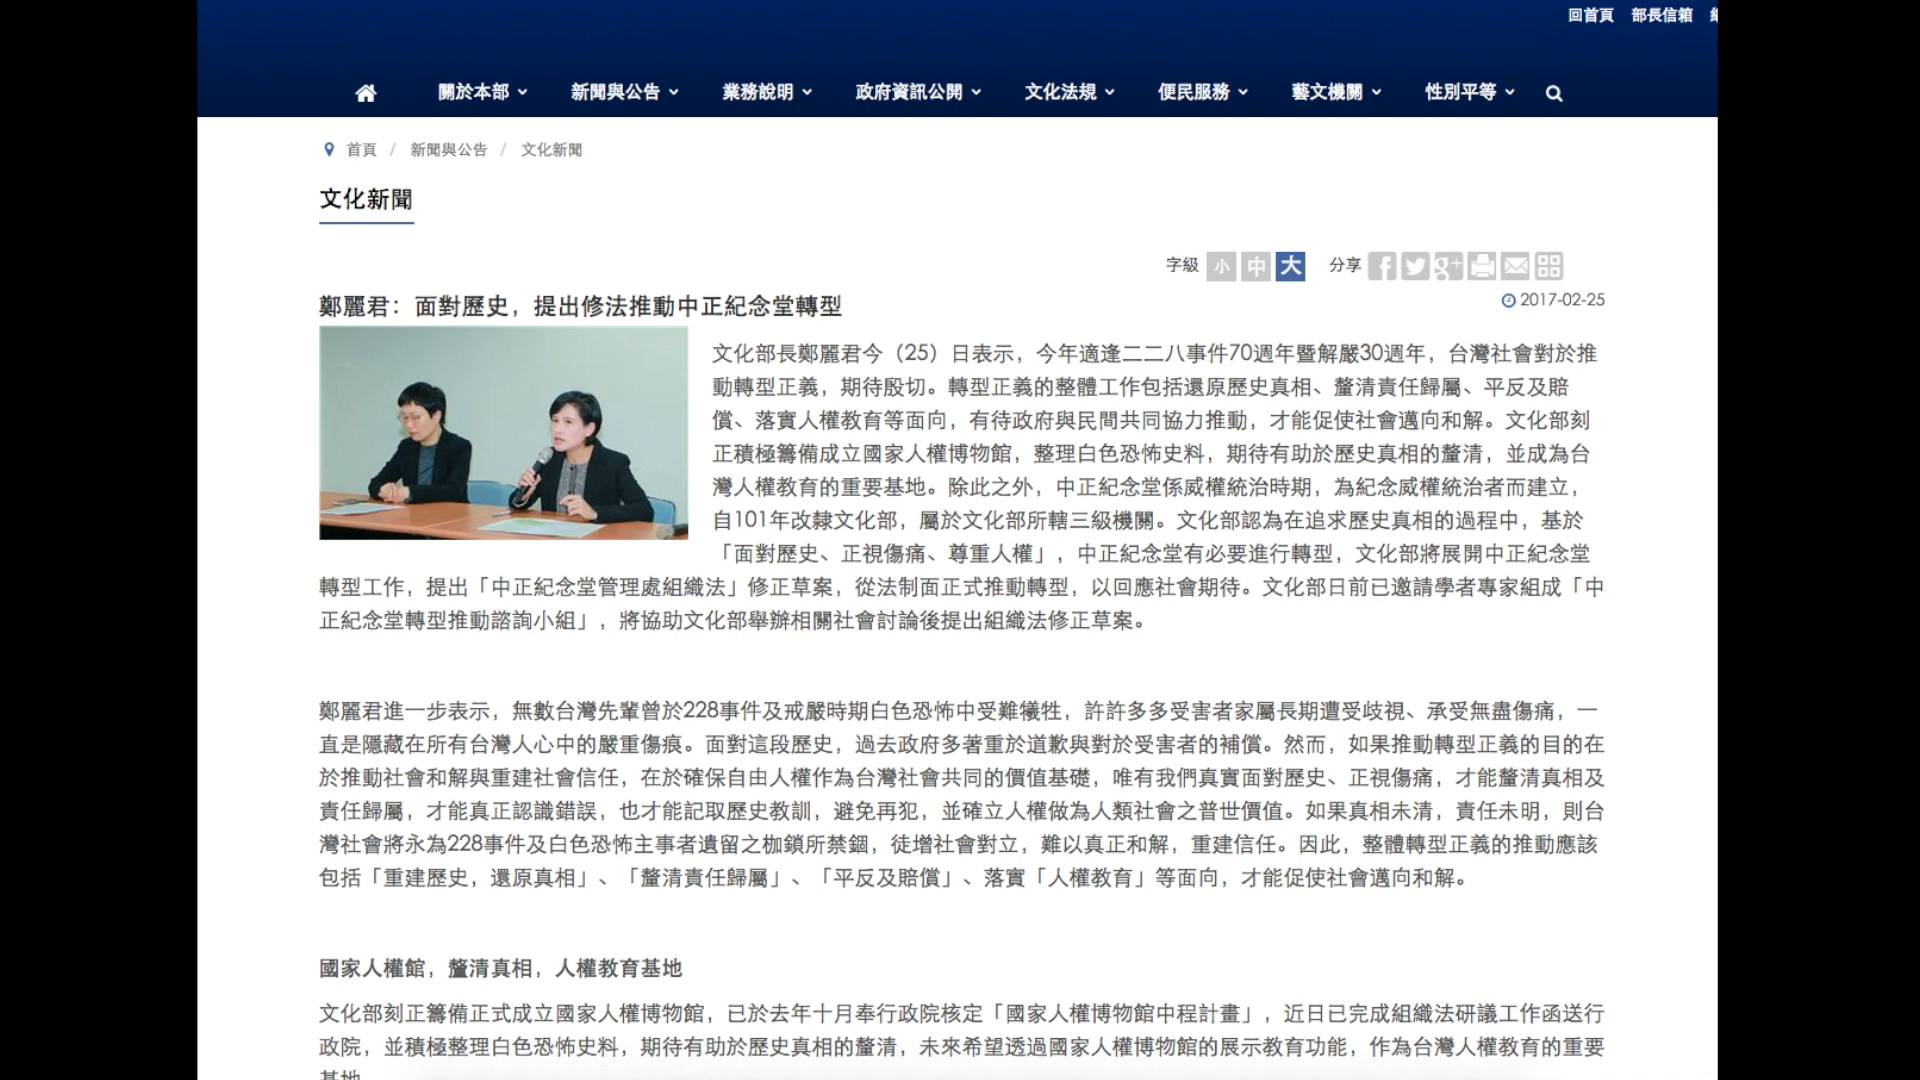 回首頁 部長信箱
關於本部 新聞與公告 業務說明 政府資訊公開 文化法規 便民服務 藝文機關 性別平等
首頁 / 新聞與公告 / 文化新聞
文化新聞
字級 小 中 大 分享
鄭麗君：面對歷史，提出修法推動中正紀念堂轉型
2017-02-25
文化部長鄭麗君今（25）日表示，今年適逢二二八事件70週年暨解嚴30週年，台灣社會對於推
動轉型正義，期待殷切。轉型正義的整體工作包括還原歷史真相、釐清責任歸屬、平反及賠
償、落實人權教育等面向，有待政府與民間共同協力推動，才能促使社會邁向和解。文化部刻
正積極籌備成立國家人權博物館，整理白色恐怖史料，期待有助於歷史真相的釐清，並成為台
灣人權教育的重要基地。除此之外，中正紀念堂係威權統治時期，為紀念威權統治者而建立，
自101年改隸文化部，屬於文化部所轄三級機關。文化部認為在追求歷史真相的過程中，基於
「面對歷史、正視傷痛、尊重人權」，中正紀念堂有必要進行轉型，文化部將展開中正紀念堂
轉型工作，提出「中正紀念堂管理處組織法」修正草案，從法制面正式推動轉型，以回應社會期待。文化部日前已邀請學者專家組成「中
正紀念堂轉型推動諮詢小組」，將協助文化部舉辦相關社會討論後提出組織法修正草案。
鄭麗君進一步表示，無數台灣先輩曾於228事件及戒嚴時期白色恐怖中受難犧牲，許許多多受害者家屬長期遭受歧視、承受無盡傷痛，一
直是隱藏在所有台灣人心中的嚴重傷痕。面對這段歷史，過去政府多著重於道歉與對於受害者的補償。然而，如果推動轉型正義的目的在
於推動社會和解與重建社會信任，在於確保自由人權作為台灣社會共同的價值基礎，唯有我們真實面對歷史、正視傷痛，才能釐清真相及
責任歸屬，才能真正認識錯誤，也才能記取歷史教訓，避免再犯，並確立人權做為人類社會之普世價值。如果真相未清，責任未明，則台
灣社會將永為228事件及白色恐怖主事者遺留之枷鎖所禁錮，徒增社會對立，難以真正和解，重建信任。因此，整體轉型正義的推動應該
包括「重建歷史，還原真相」、「釐清責任歸屬」、「平反及賠償」、落實「人權教育」等面向，才能促使社會邁向和解。
國家人權館，釐清真相，人權教育基地
文化部刻正籌備正式成立國家人權博物館，已於去年十月奉行政院核定「國家人權博物館中程計畫」，近日已完成組織法研議工作函送行
政院，並積極整理白色恐怖史料，期待有助於歷史真相的釐清，未來希望透過國家人權博物館的展示教育功能，作為台灣人權教育的重要